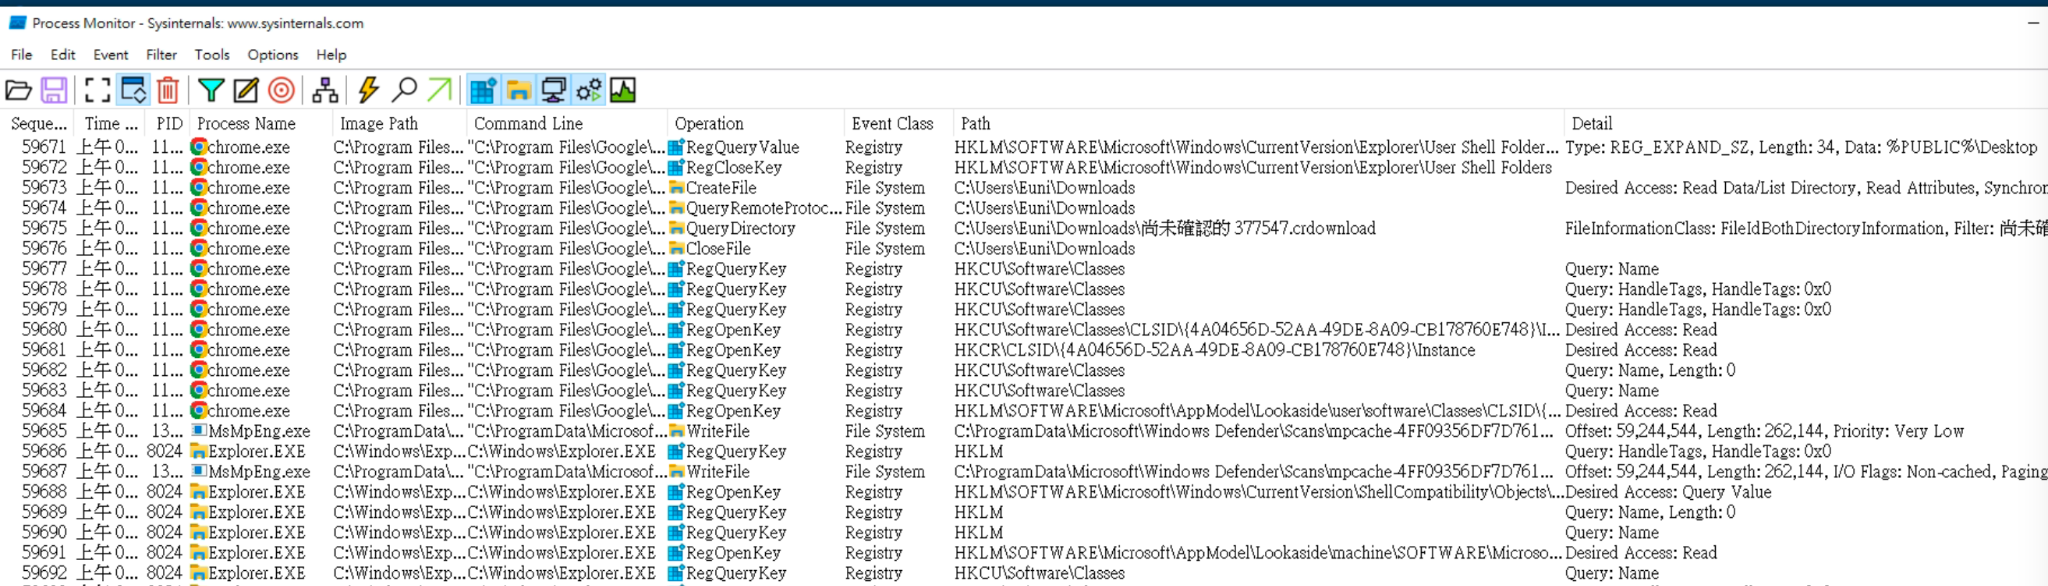 Process Monitor - Sysinternals: www.sysinternals.com
File Edit Event Filter Tools Options Help
Seque... Time ... PID Process Name Image Path Command Line Operation Event Class Path Detail
59671 上午 0... 11... chrome.exe C:\Program Files... "C:\Program Files\Google\... RegQueryValue Registry HKLM\SOFTWARE\Microsoft\Windows\CurrentVersion\Explorer\User Shell Folder... Type: REG_EXPAND_SZ, Length: 34, Data: %PUBLIC%\Desktop
59672 上午 0... 11... chrome.exe C:\Program Files... "C:\Program Files\Google\... RegCloseKey Registry HKLM\SOFTWARE\Microsoft\Windows\CurrentVersion\Explorer\User Shell Folders
59673 上午 0... 11... chrome.exe C:\Program Files... "C:\Program Files\Google\... CreateFile File System C:\Users\Euni\Downloads Desired Access: Read Data/List Directory, Read Attributes, Synchron
59674 上午 0... 11... chrome.exe C:\Program Files... "C:\Program Files\Google\... QueryRemoteProtoc... File System C:\Users\Euni\Downloads
59675 上午 0... 11... chrome.exe C:\Program Files... "C:\Program Files\Google\... QueryDirectory File System C:\Users\Euni\Downloads\尚未確認的 377547.crdownload FileInformationClass: FileIdBothDirectoryInformation, Filter: 尚未確
59676 上午 0... 11... chrome.exe C:\Program Files... "C:\Program Files\Google\... CloseFile File System C:\Users\Euni\Downloads
59677 上午 0... 11... chrome.exe C:\Program Files... "C:\Program Files\Google\... RegQueryKey Registry HKCU\Software\Classes Query: Name
59678 上午 0... 11... chrome.exe C:\Program Files... "C:\Program Files\Google\... RegQueryKey Registry HKCU\Software\Classes Query: HandleTags, HandleTags: 0x0
59679 上午 0... 11... chrome.exe C:\Program Files... "C:\Program Files\Google\... RegQueryKey Registry HKCU\Software\Classes Query: HandleTags, HandleTags: 0x0
59680 上午 0... 11... chrome.exe C:\Program Files... "C:\Program Files\Google\... RegOpenKey Registry HKCU\Software\Classes\CLSID\{4A04656D-52AA-49DE-8A09-CB178760E748}\I... Desired Access: Read
59681 上午 0... 11... chrome.exe C:\Program Files... "C:\Program Files\Google\... RegOpenKey Registry HKCR\CLSID\{4A04656D-52AA-49DE-8A09-CB178760E748}\Instance Desired Access: Read
59682 上午 0... 11... chrome.exe C:\Program Files... "C:\Program Files\Google\... RegQueryKey Registry HKCU\Software\Classes Query: Name, Length: 0
59683 上午 0... 11... chrome.exe C:\Program Files... "C:\Program Files\Google\... RegQueryKey Registry HKCU\Software\Classes Query: Name
59684 上午 0... 11... chrome.exe C:\Program Files... "C:\Program Files\Google\... RegOpenKey Registry HKLM\SOFTWARE\Microsoft\AppModel\Lookaside\user\software\Classes\CLSID\{... Desired Access: Read
59685 上午 0... 13... MsMpEng.exe C:\ProgramData\... "C:\ProgramData\Microsof... WriteFile File System C:\ProgramData\Microsoft\Windows Defender\Scans\mpcache-4FF09356DF7D761... Offset: 59,244,544, Length: 262,144, Priority: Very Low
59686 上午 0... 8024 Explorer.EXE C:\Windows\Exp... C:\Windows\Explorer.EXE RegQueryKey Registry HKLM Query: HandleTags, HandleTags: 0x0
59687 上午 0... 13... MsMpEng.exe C:\ProgramData\... "C:\ProgramData\Microsof... WriteFile File System C:\ProgramData\Microsoft\Windows Defender\Scans\mpcache-4FF09356DF7D761... Offset: 59,244,544, Length: 262,144, I/O Flags: Non-cached, Paging
59688 上午 0... 8024 Explorer.EXE C:\Windows\Exp... C:\Windows\Explorer.EXE RegOpenKey Registry HKLM\SOFTWARE\Microsoft\Windows\CurrentVersion\ShellCompatibility\Objects\... Desired Access: Query Value
59689 上午 0... 8024 Explorer.EXE C:\Windows\Exp... C:\Windows\Explorer.EXE RegQueryKey Registry HKLM Query: Name, Length: 0
59690 上午 0... 8024 Explorer.EXE C:\Windows\Exp... C:\Windows\Explorer.EXE RegQueryKey Registry HKLM Query: Name
59691 上午 0... 8024 Explorer.EXE C:\Windows\Exp... C:\Windows\Explorer.EXE RegOpenKey Registry HKLM\SOFTWARE\Microsoft\AppModel\Lookaside\machine\SOFTWARE\Microso... Desired Access: Read
59692 上午 0... 8024 Explorer.EXE C:\Windows\Exp... C:\Windows\Explorer.EXE RegQueryKey Registry HKCU\Software\Classes Query: Name